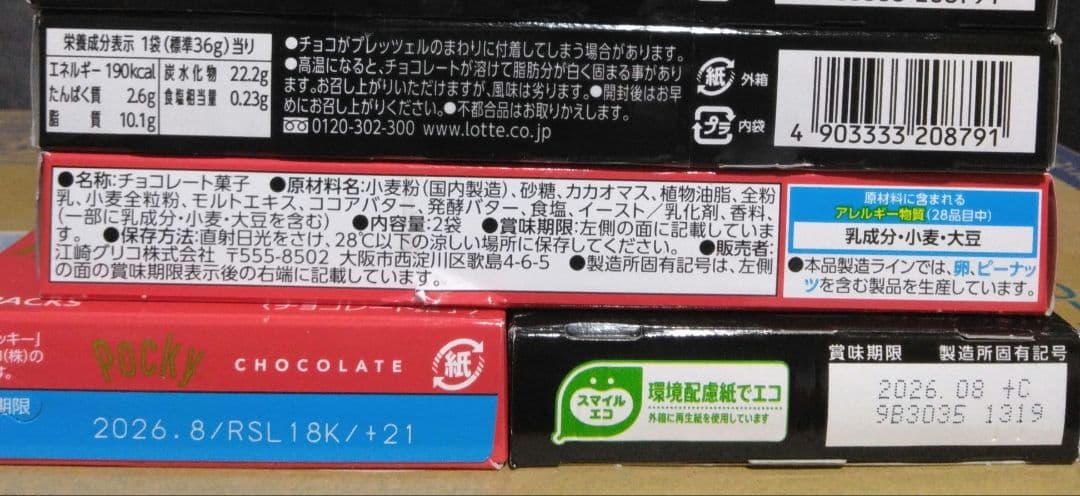 栄養成分表示 1袋(標準36g)当り
エネルギー 190kcal 炭水化物 22.2g
たんぱく質 2.6g 食塩相当量 0.23g
脂質 10.1g
●チョコがプレッツェルのまわりに付着してしまう場合があります。
●高温になると、チョコレートが溶けて脂肪分が白く固まる事があり
ます。お召し上がりいただけますが、風味は劣ります。●開封後はお早
めにお召し上がりください。●不都合品はお取りかえします。
0120-302-300 www.lotte.co.jp
紙 外箱
プラ 内袋
4 903333 208791
●名称:チョコレート菓子 ●原材料名:小麦粉(国内製造)、砂糖、カカオマス、植物油脂、全粉
乳、小麦全粒粉、モルトエキス、ココアバター、発酵バター、食塩、イースト/乳化剤、香料、
(一部に乳成分・小麦・大豆を含む) ●内容量:2袋 ●賞味期限:左側の面に記載していま
す。 ●保存方法:直射日光をさけ、28℃以下の涼しい場所に保存してください。 ●販売者:
江崎グリコ株式会社 〒555-8502 大阪市西淀川区歌島4-6-5 ●製造所固有記号は、左側
の面の賞味期限表示後の右端に記載しています。
原材料に含まれる
アレルギー物質(28品目中)
乳成分・小麦・大豆
●本品製造ラインでは、卵、ピーナッ
ツを含む製品を生産しています。
ッキー」
(株)の
す。
Pocky CHOCOLATE 紙
期限
2026.8/RSL18K/+21
スマイル
エコ
環境配慮紙でエコ
外箱に再生紙を使用しています
賞味期限 製造所固有記号
2026.08 +C
9B3035 1319